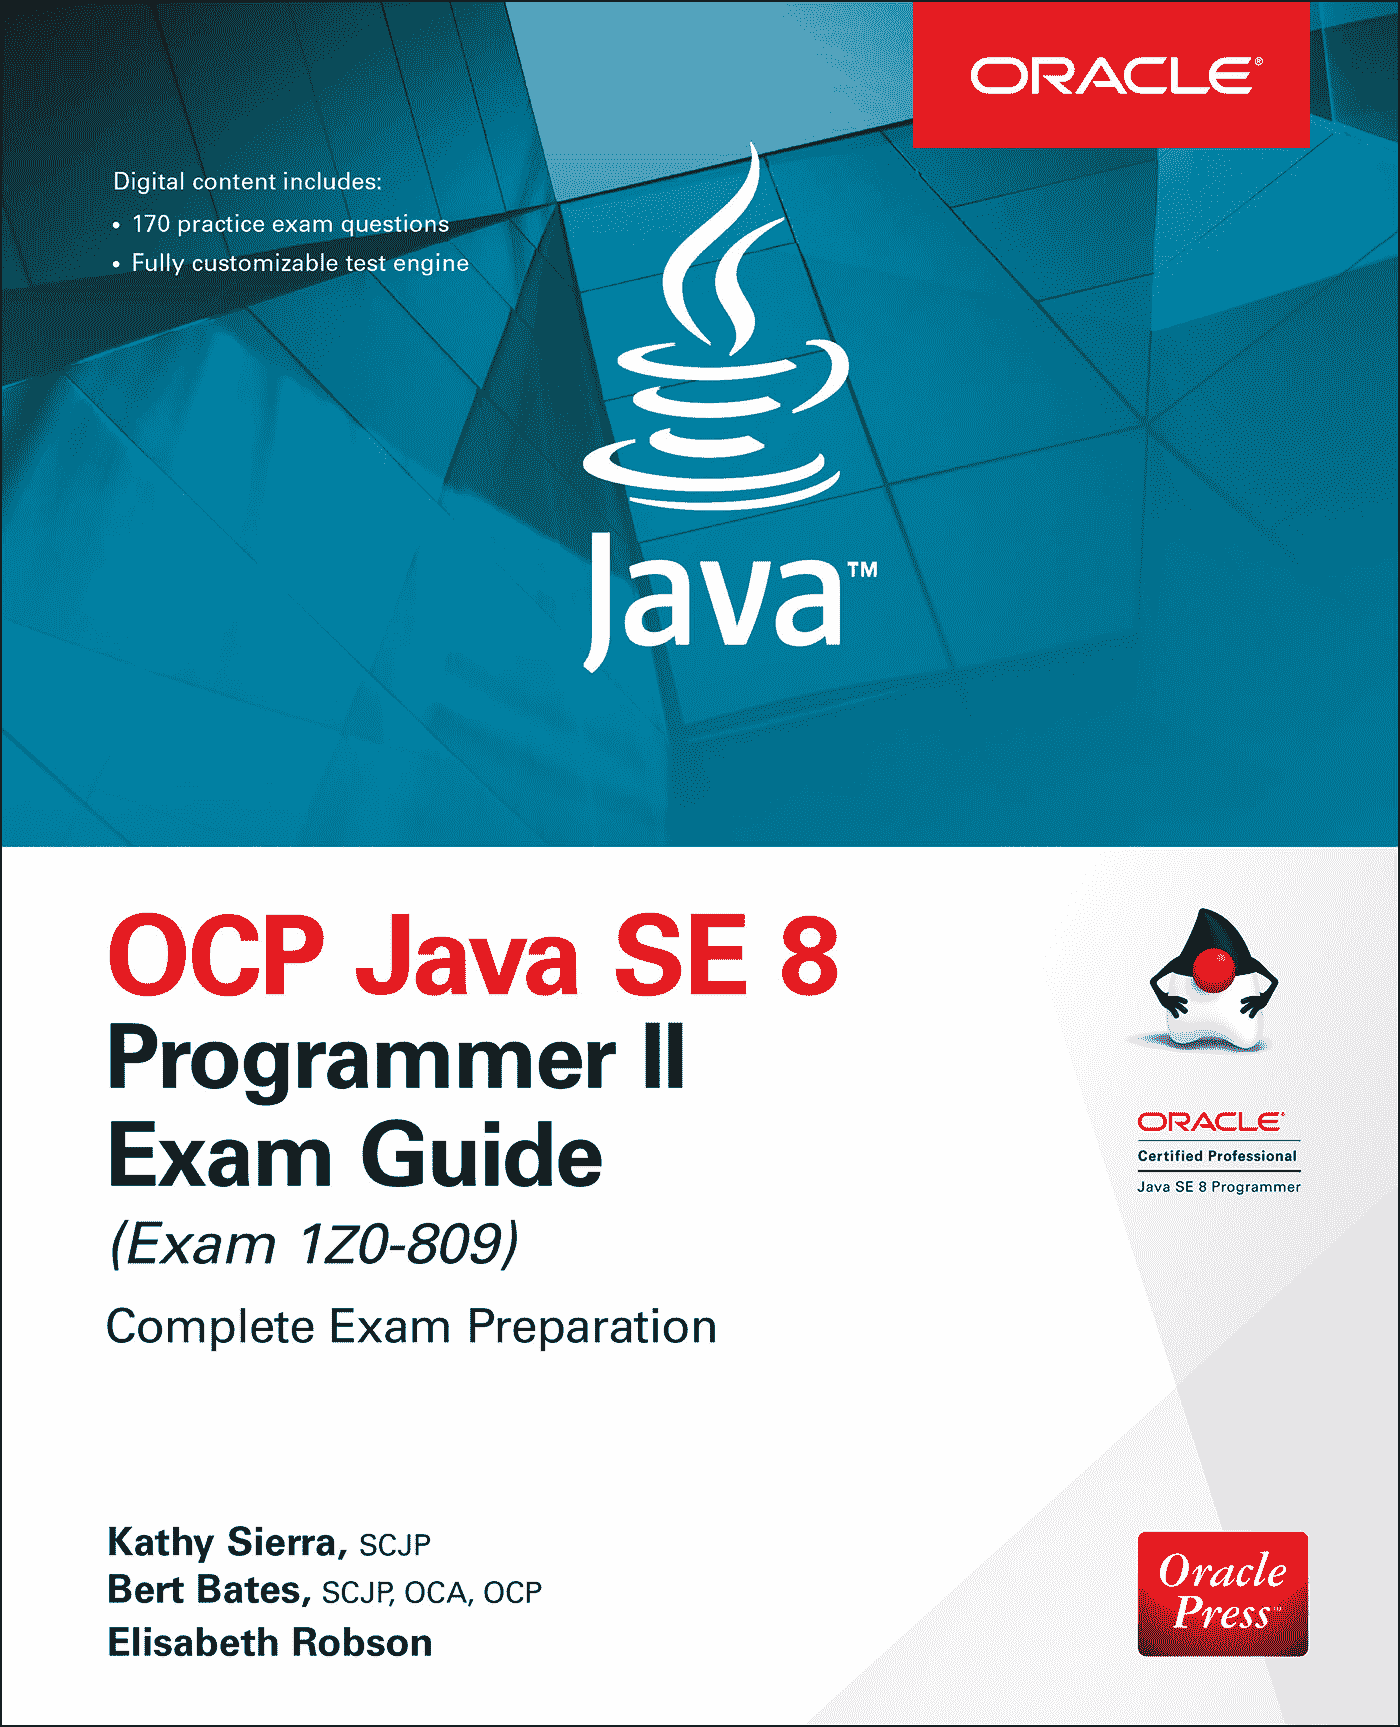 ORACLE®
Digital content includes:
• 170 practice exam questions
• Fully customizable test engine
Java™
OCP Java SE 8
Programmer II
Exam Guide
(Exam 1Z0-809)
Complete Exam Preparation
ORACLE®
Certified Professional
Java SE 8 Programmer
Kathy Sierra, SCJP
Bert Bates, SCJP, OCA, OCP
Elisabeth Robson
Oracle
Press™